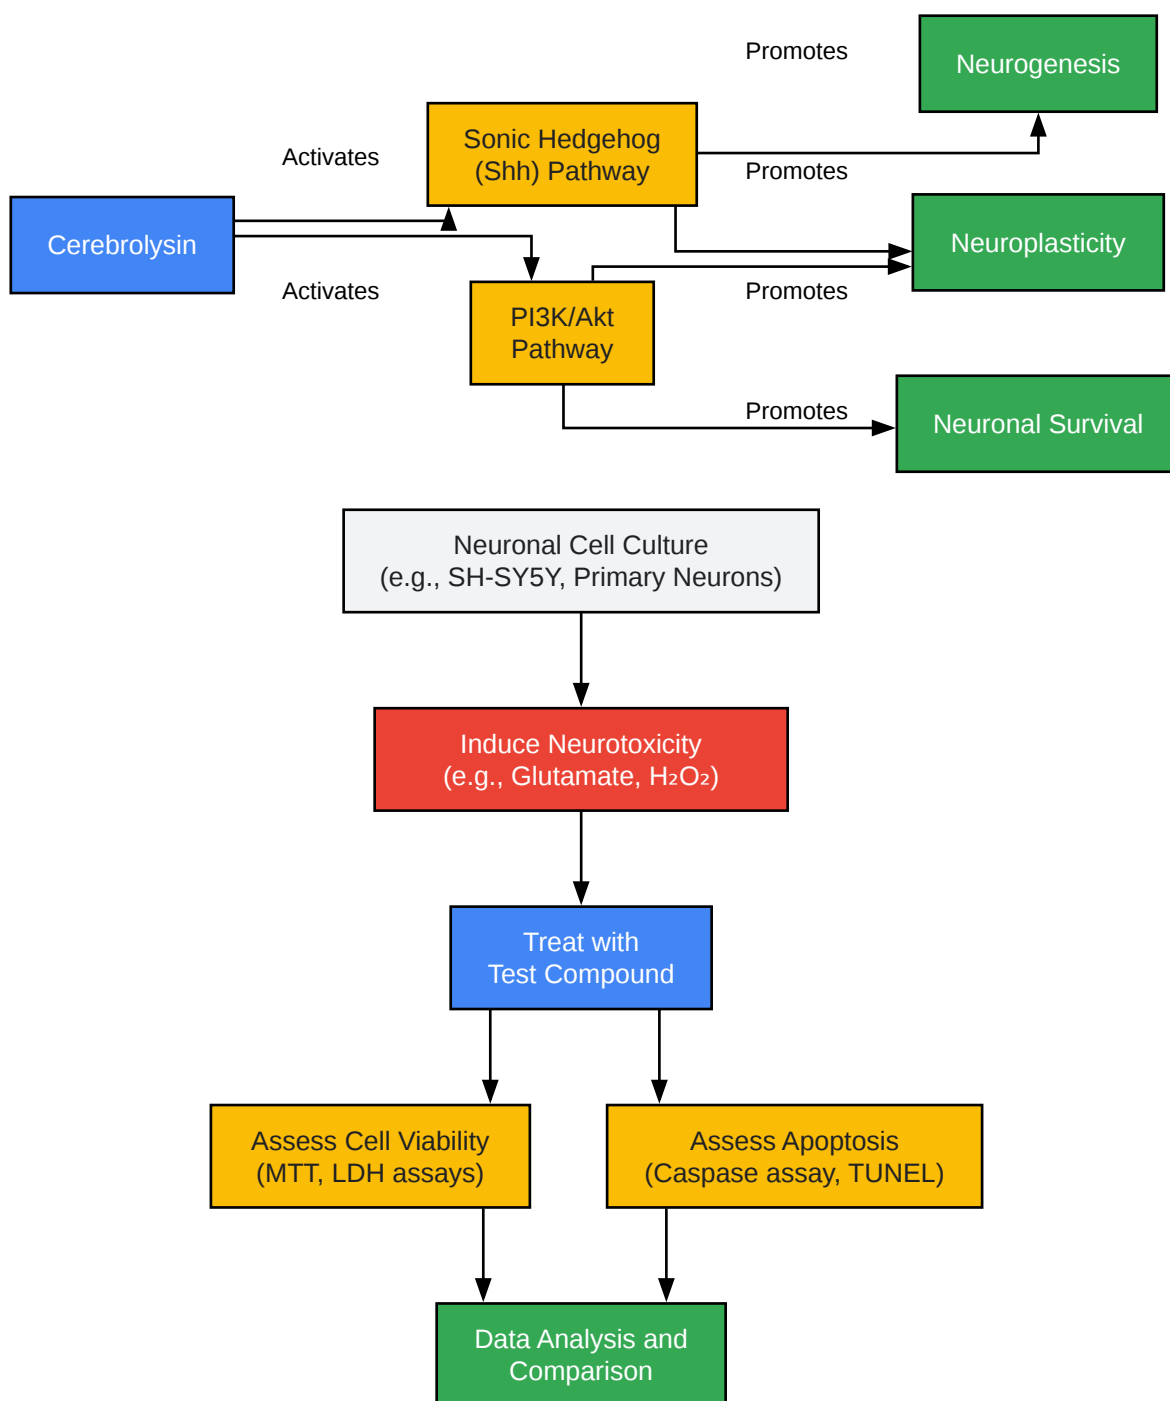 Promotes
Neurogenesis
Sonic Hedgehog
(Shh) Pathway
Activates
Promotes
Cerebrolysin
Neuroplasticity
Activates
Promotes
PI3K/Akt
Pathway
Promotes
Neuronal Survival
Neuronal Cell Culture
(e.g., SH-SY5Y, Primary Neurons)
Induce Neurotoxicity
(e.g., Glutamate, H₂O₂)
Treat with
Test Compound
Assess Cell Viability
(MTT, LDH assays)
Assess Apoptosis
(Caspase assay, TUNEL)
Data Analysis and
Comparison